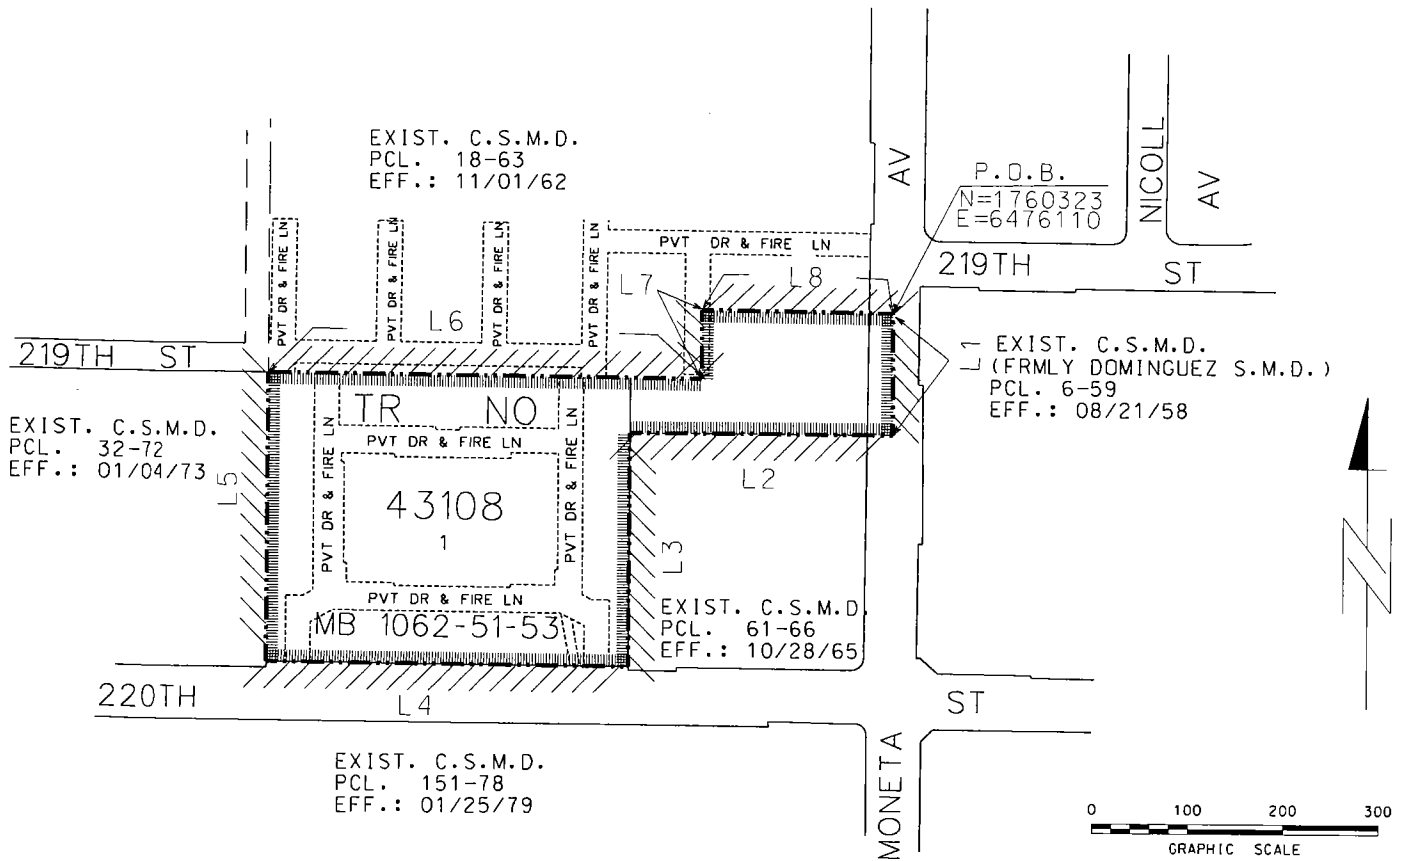 EXIST. C.S.M.D.
PCL. 18-63
EFF.: 11/01/62
AV
NICOLL
AV
P.O.B.
N=1760323
E=6476110
PVT DR & FIRE LN
PVT DR & FIRE LN
PVT DR & FIRE LN
PVT DR & FIRE LN
PVT DR & FIRE LN
219TH ST
L7
L8
L6
219TH ST
L1
EXIST. C.S.M.D.
(FRMLY DOMINGUEZ S.M.D.)
PCL. 6-59
EFF.: 08/21/58
EXIST. C.S.M.D.
PCL. 32-72
EFF.: 01/04/73
L5
TR NO
PVT DR & FIRE LN
PVT DR & FIRE LN
PVT DR & FIRE LN
43108
1
PVT DR & FIRE LN
MB 1062-51-53
L2
L3
EXIST. C.S.M.D.
PCL. 61-66
EFF.: 10/28/65
220TH ST
L4
EXIST. C.S.M.D.
PCL. 151-78
EFF.: 01/25/79
MONETA
N
0 100 200 300
GRAPHIC SCALE